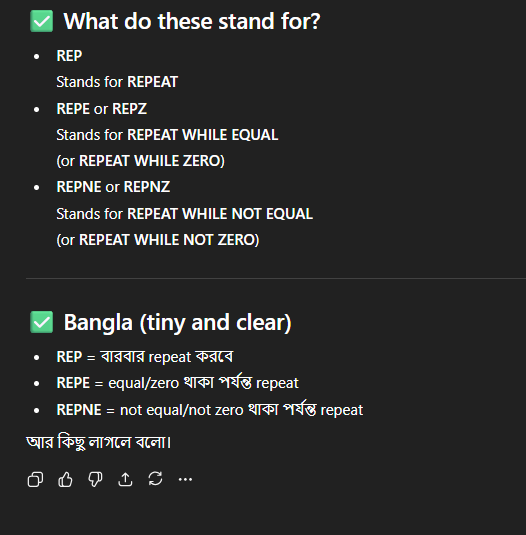 ✅ What do these stand for?
• REP
Stands for REPEAT
• REPE or REPZ
Stands for REPEAT WHILE EQUAL
(or REPEAT WHILE ZERO)
• REPNE or REPNZ
Stands for REPEAT WHILE NOT EQUAL
(or REPEAT WHILE NOT ZERO)
✅ Bangla (tiny and clear)
• REP = বারবার repeat করবে
• REPE = equal/zero থাকা পর্যন্ত repeat
• REPNE = not equal/not zero থাকা পর্যন্ত repeat
আর কিছু লাগলে বলো।